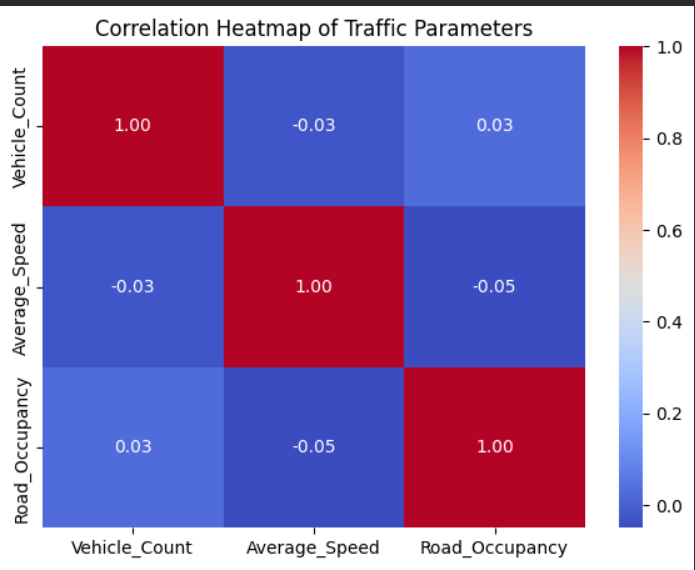 Correlation Heatmap of Traffic Parameters
Vehicle_Count
1.00
-0.03
0.03
Average_Speed
-0.03
1.00
-0.05
Road_Occupancy
0.03
-0.05
1.00
Vehicle_Count
Average_Speed
Road_Occupancy
1.0
0.8
0.6
0.4
0.2
0.0